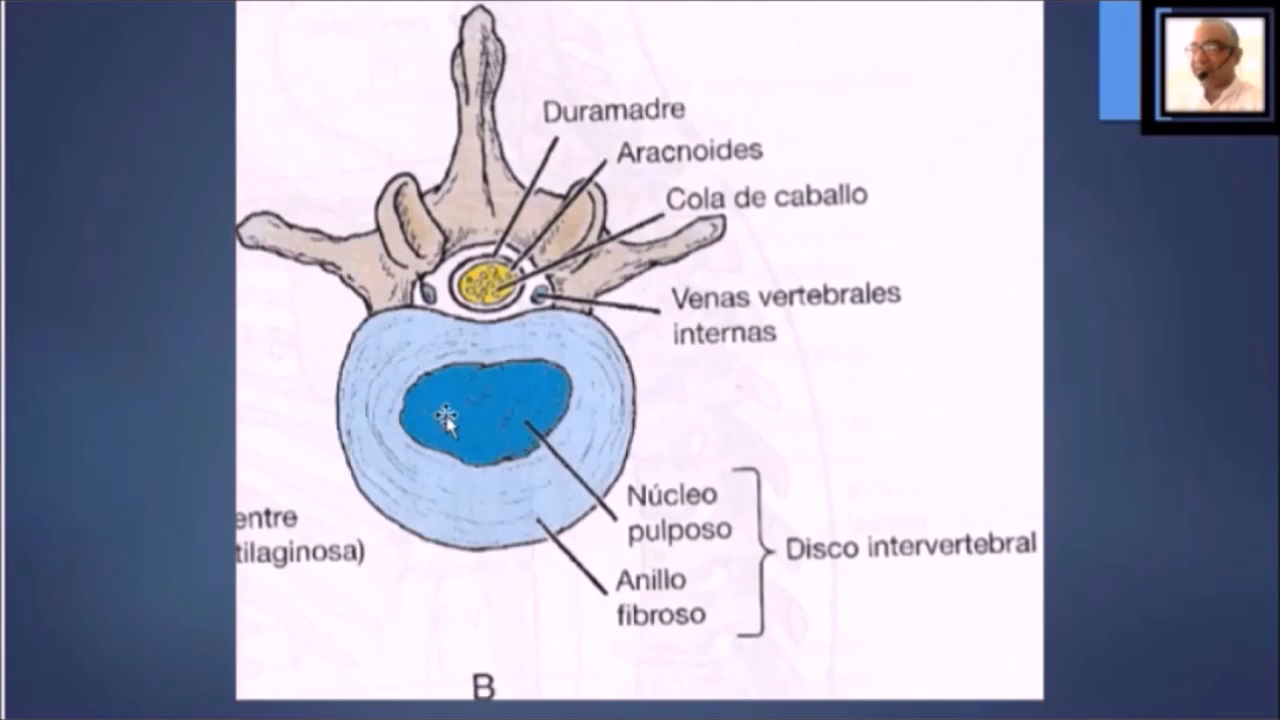 Duramadre
Aracnoides
Cola de caballo
Venas vertebrales
internas
entre
tilaginosa)
Núcleo
pulposo
Disco intervertebral
Anillo
fibroso
B